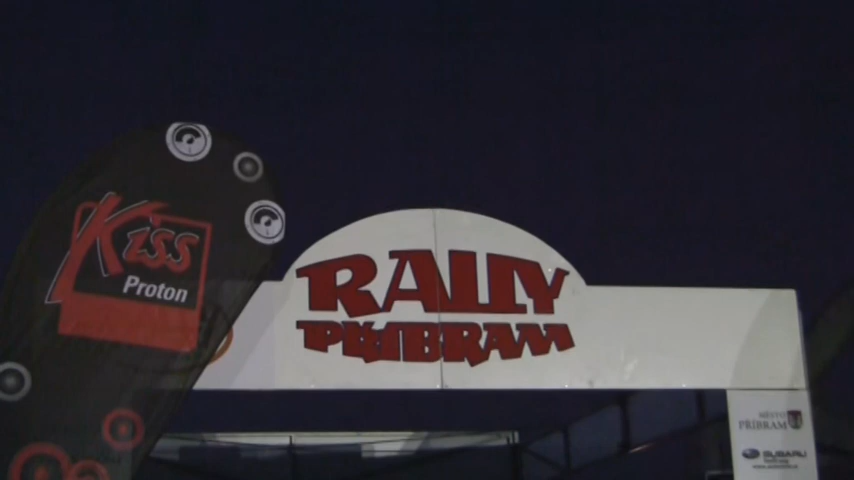 Kiss
Proton
RALLY
PŘÍBRAM
MĚSTO
PŘÍBRAM
SUBARU